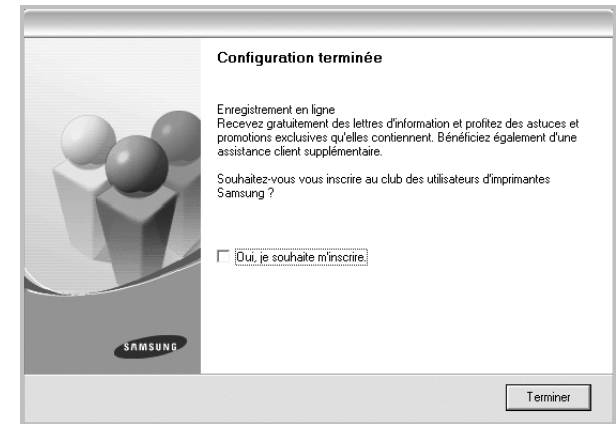 Configuration terminée
Enregistrement en ligne
Recevez gratuitement des lettres d'information et profitez des astuces et
promotions exclusives qu'elles contiennent. Bénéficiez également d'une
assistance client supplémentaire.
Souhaitez-vous vous inscrire au club des utilisateurs d'imprimantes
Samsung ?
Oui, je souhaite m'inscrire.
SAMSUNG
Terminer